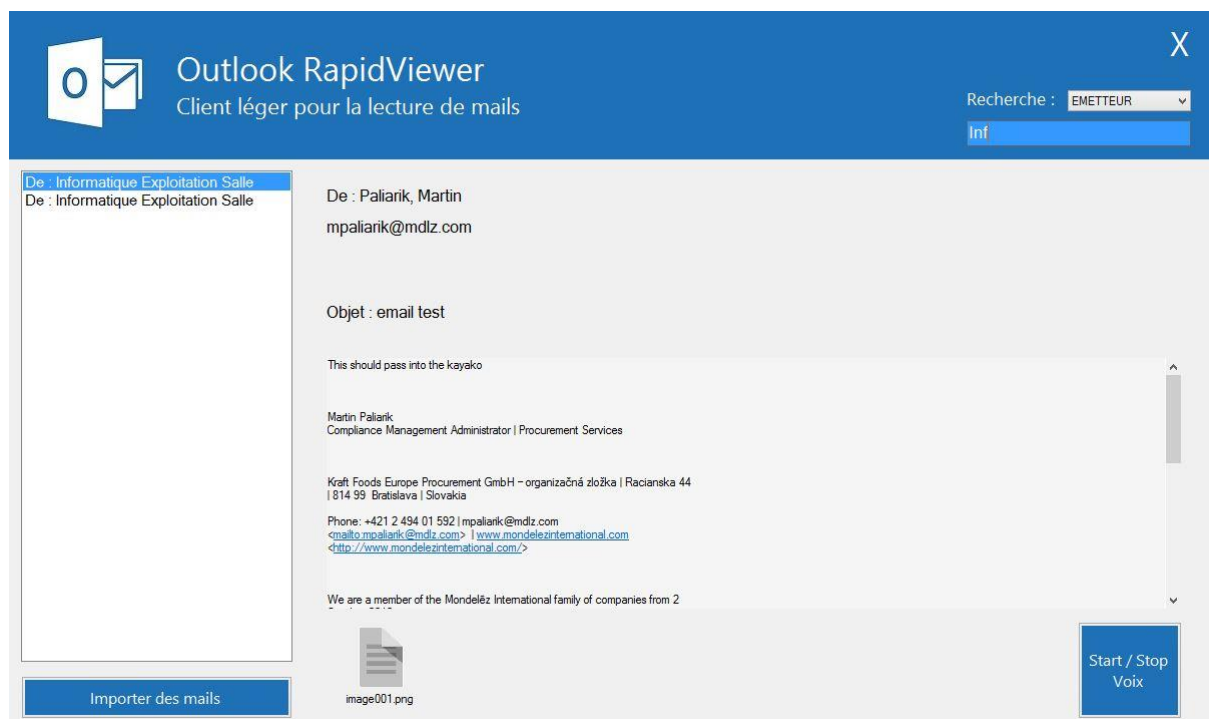 O
Outlook RapidViewer
Client léger pour la lecture de mails
X
Recherche : EMETTEUR
Inf
De : Informatique Exploitation Salle
De : Informatique Exploitation Salle
De : Paliarik, Martin
mpaliarik@mdlz.com
Objet : email test
This should pass into the kayako
Martin Paliarik
Compliance Management Administrator | Procurement Services
Kraft Foods Europe Procurement GmbH – organizačná zložka | Racianska 44
| 814 99 Bratislava | Slovakia
Phone: +421 2 494 01 592 | mpaliarik@mdlz.com
<mailto:mpaliarik@mdlz.com> | www.mondelezinternational.com
<http://www.mondelezinternational.com/>
We are a member of the Mondelēz International family of companies from 2
image001.png
Importer des mails
Start / Stop
Voix